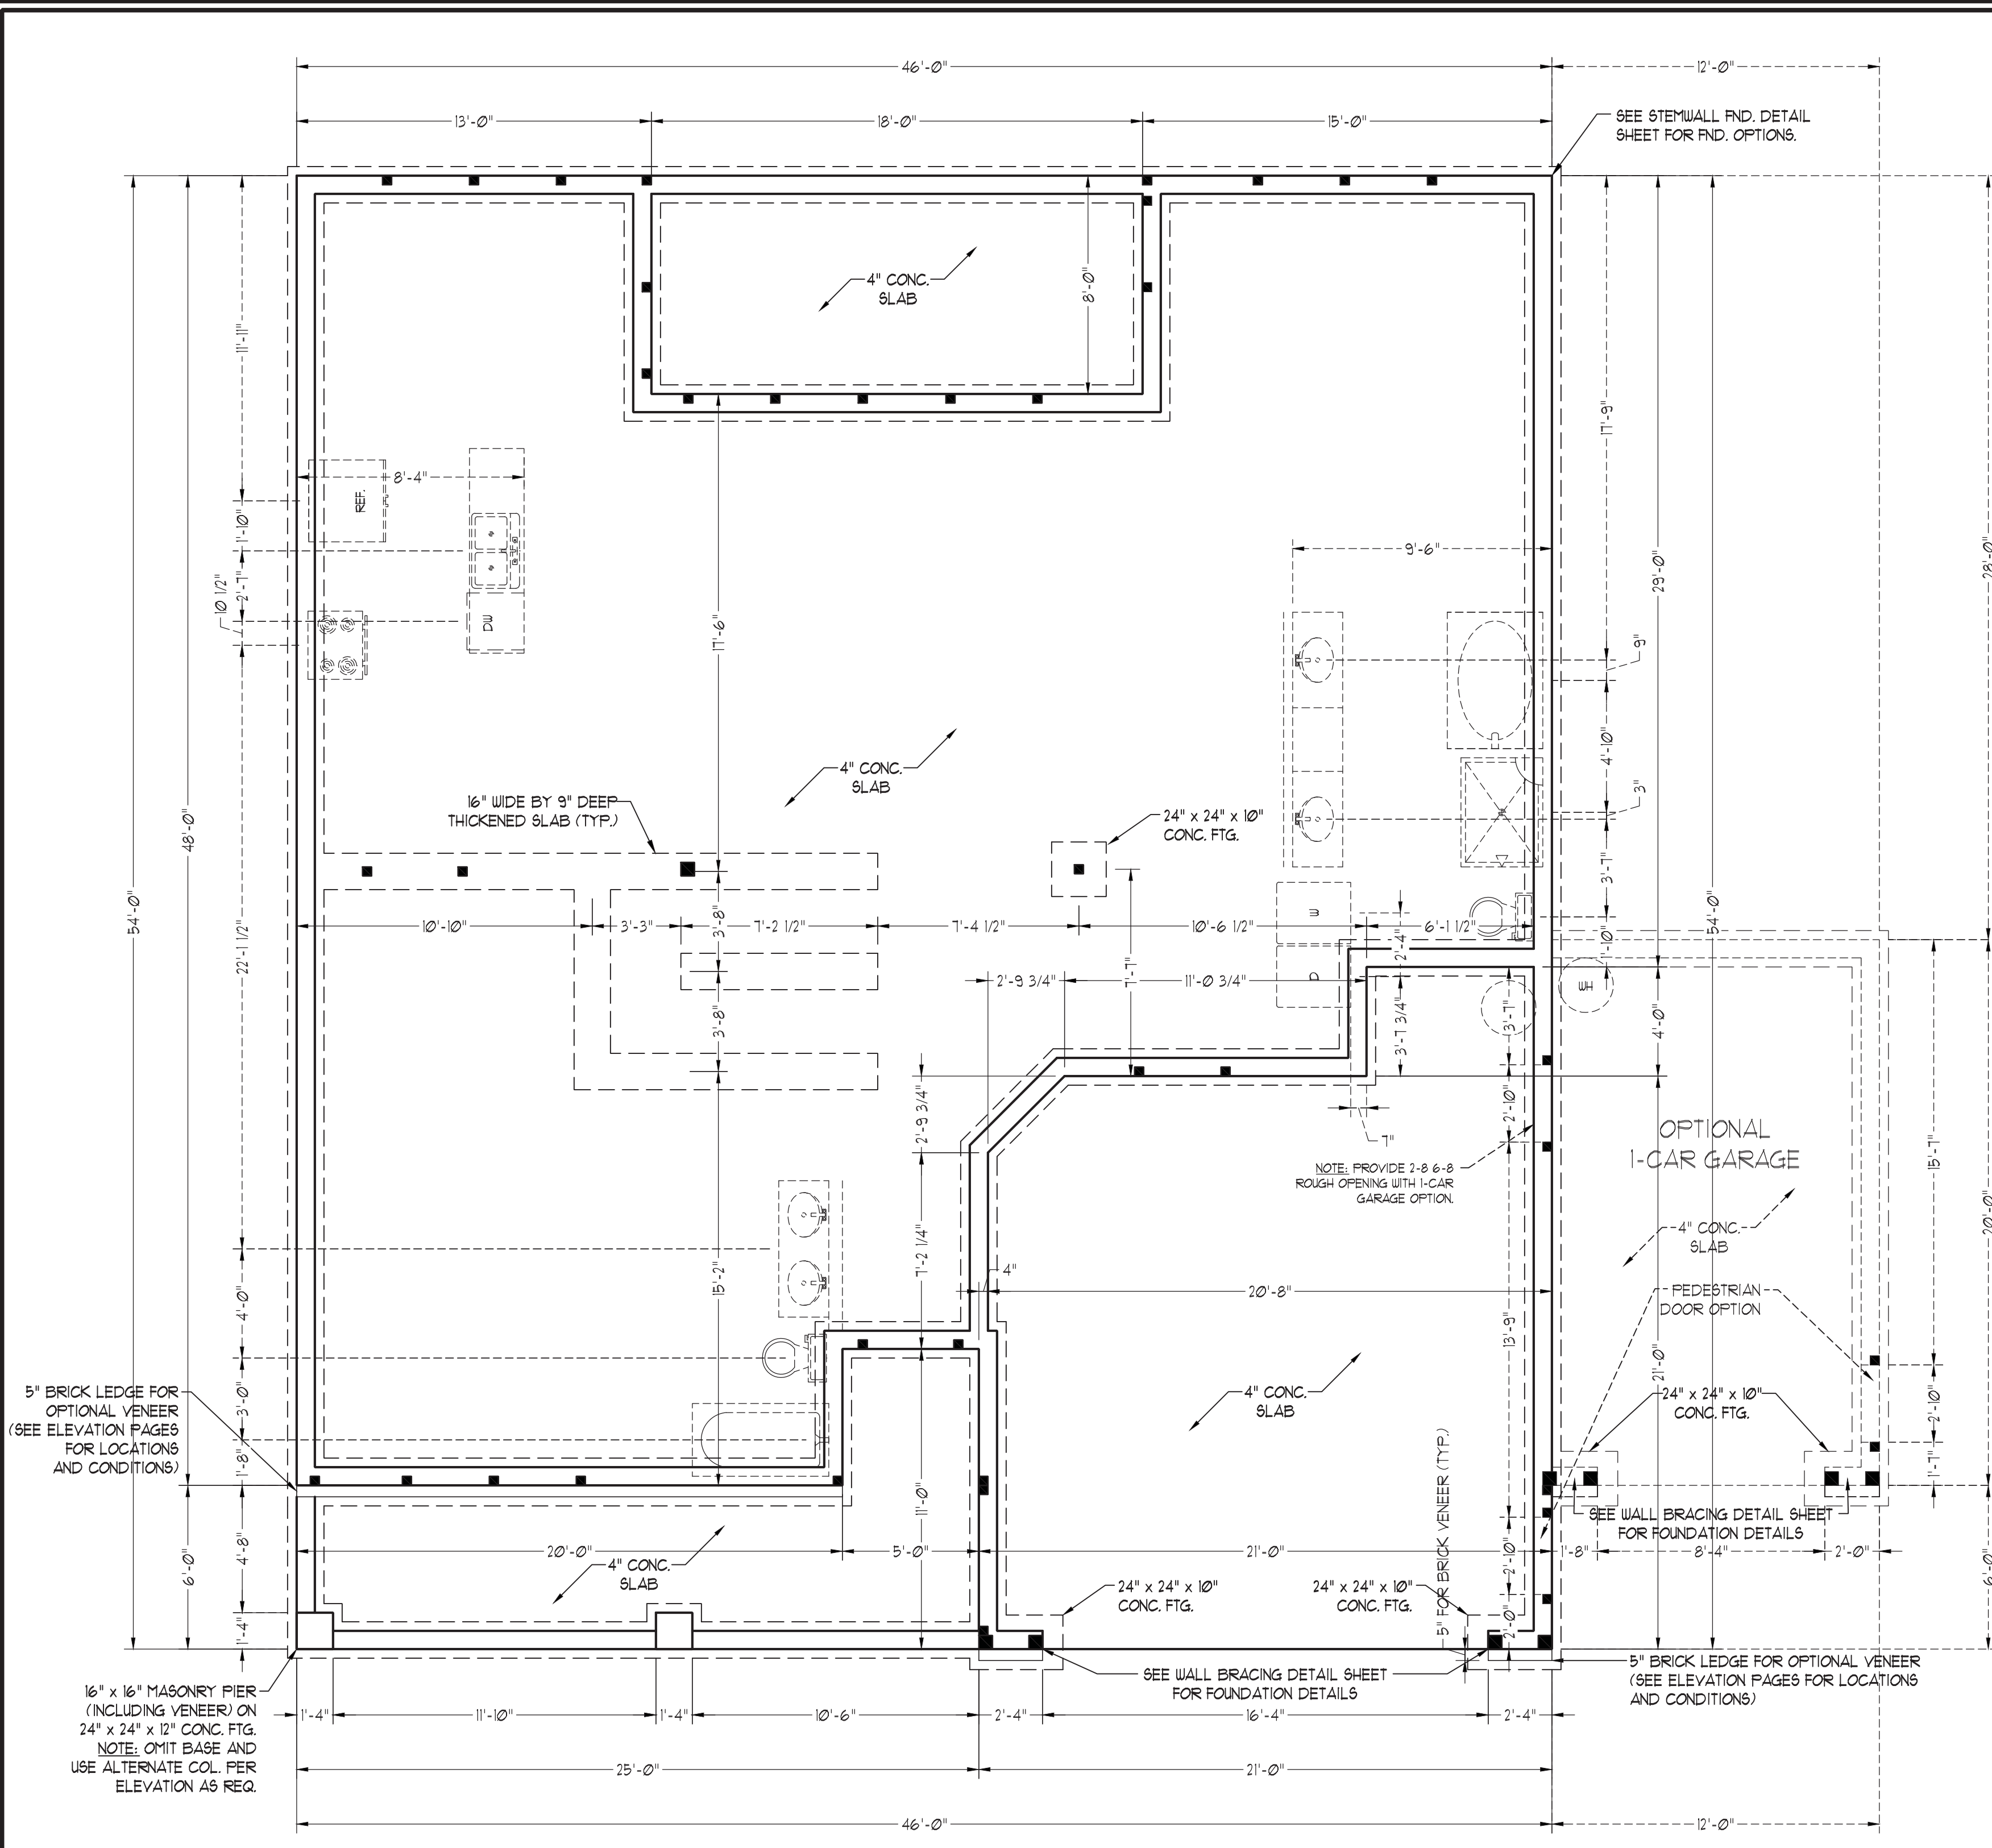 46'-0"
12'-0"
13'-0"
18'-0"
15'-0"
SEE STEMWALL FND. DETAIL
SHEET FOR FND. OPTIONS.
4" CONC.
SLAB
8'-0"
11'-11"
17'-9"
28'-0"
8'-4"
REF.
1'-10"
2'-7"
10 1/2"
DW
9'-6"
29'-0"
17'-6"
9"
4'-10"
3"
4" CONC.
SLAB
16" WIDE BY 9" DEEP
THICKENED SLAB (TYP.)
24" x 24" x 10"
CONC. FTG.
48'-0"
54'-0"
3'-7"
54'-0"
W
10'-10"
3'-3"
3'-8"
7'-2 1/2"
7'-4 1/2"
10'-6 1/2"
6'-1 1/2"
2'-4"
1'-10"
22'-1 1/2"
7'-7"
2'-9 3/4"
11'-0 3/4"
D
WH
3'-8"
3'-7 3/4"
3'-7"
4'-0"
2'-9 3/4"
2'-10"
7"
OPTIONAL
1-CAR GARAGE
15'-7"
NOTE: PROVIDE 2-8 6-8
ROUGH OPENING WITH 1-CAR
GARAGE OPTION.
20'-0"
4" CONC.
SLAB
7'-2 1/4"
4"
15'-2"
20'-8"
4'-0"
PEDESTRIAN
DOOR OPTION
13'-9"
21'-0"
5" BRICK LEDGE FOR
OPTIONAL VENEER
(SEE ELEVATION PAGES
FOR LOCATIONS
AND CONDITIONS)
3'-0"
1'-8"
4" CONC.
SLAB
24" x 24" x 10"
CONC. FTG.
2'-10"
1'-7"
11'-0"
5" FOR BRICK VENEER (TYP.)
SEE WALL BRACING DETAIL SHEET
FOR FOUNDATION DETAILS
6'-0"
4'-8"
20'-0"
5'-0"
21'-0"
2'-10"
1'-8"
8'-4"
2'-0"
6'-0"
4" CONC.
SLAB
24" x 24" x 10"
CONC. FTG.
24" x 24" x 10"
CONC. FTG.
1'-4"
2'-0"
SEE WALL BRACING DETAIL SHEET
FOR FOUNDATION DETAILS
5" BRICK LEDGE FOR OPTIONAL VENEER
(SEE ELEVATION PAGES FOR LOCATIONS
AND CONDITIONS)
16" x 16" MASONRY PIER
(INCLUDING VENEER) ON
24" x 24" x 12" CONC. FTG.
NOTE: OMIT BASE AND
USE ALTERNATE COL. PER
ELEVATION AS REQ.
1'-4"
11'-10"
1'-4"
10'-6"
2'-4"
16'-4"
2'-4"
25'-0"
21'-0"
46'-0"
12'-0"